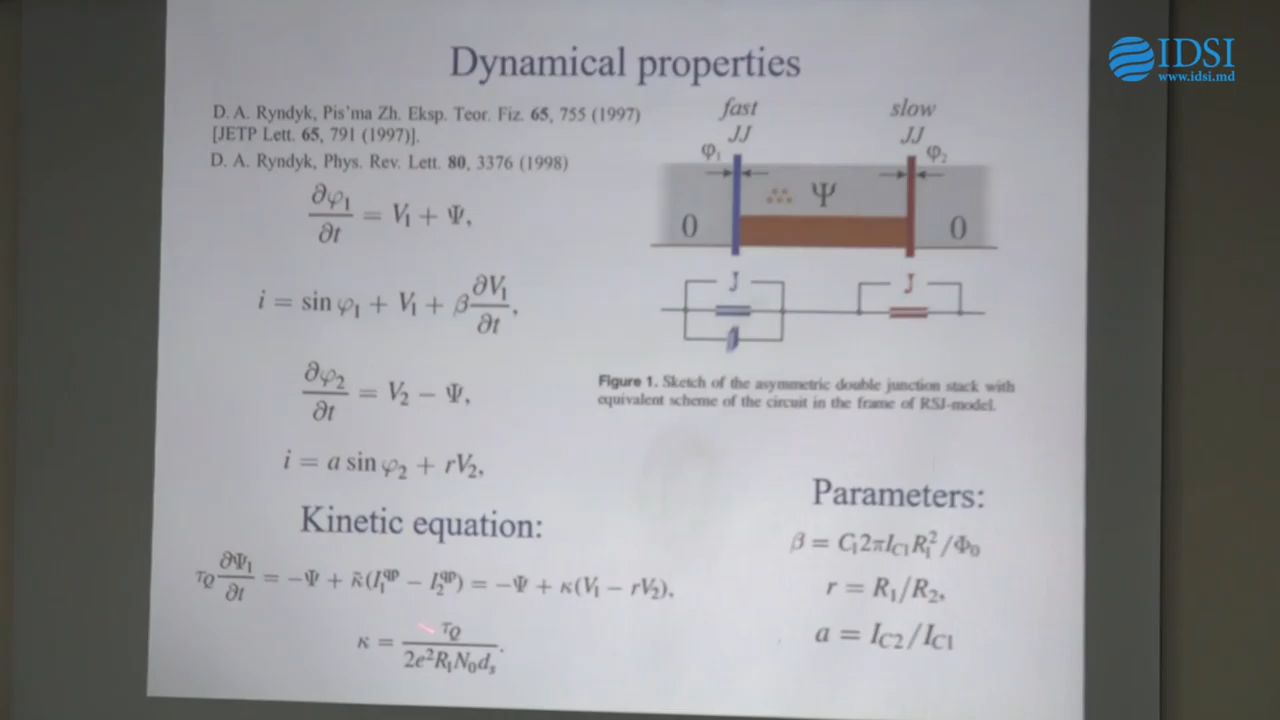 Dynamical properties
IDSI
www.idsi.md
D. A. Ryndyk, Pis'ma Zh. Eksp. Teor. Fiz. 65, 755 (1997)
[JETP Lett. 65, 791 (1997)].
D. A. Ryndyk, Phys. Rev. Lett. 80, 3376 (1998)
fast
JJ
slow
JJ
φ₁
φ₂
Ψ
0
0
J
J
∂φ₁/∂t = V₁ + Ψ,
i = sin φ₁ + V₁ + β ∂V₁/∂t,
∂φ₂/∂t = V₂ − Ψ,
i = a sin φ₂ + rV₂,
Figure 1. Sketch of the asymmetric double junction stack with
equivalent scheme of the circuit in the frame of RSJ-model.
Kinetic equation:
τ_Q ∂Ψ₁/∂t = −Ψ + κ̃(I₁^qp − I₂^qp) = −Ψ + κ(V₁ − rV₂),
κ = τ_Q/2e²R₁N₀d_s.
Parameters:
β = C₁2πI_C1R₁²/Φ₀
r = R₁/R₂,
a = I_C2/I_C1